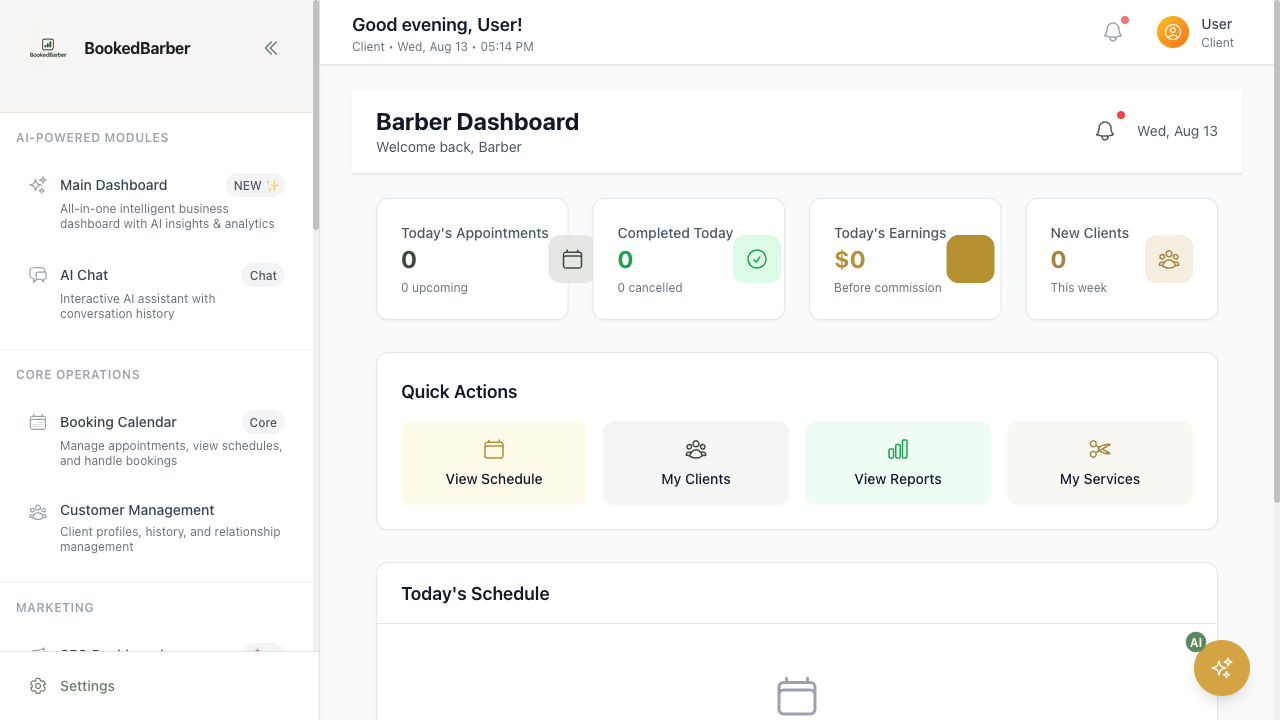 BookedBarber
BookedBarber
AI-POWERED MODULES
Main Dashboard
NEW ✨
All-in-one intelligent business
dashboard with AI insights & analytics
AI Chat
Chat
Interactive AI assistant with
conversation history
CORE OPERATIONS
Booking Calendar
Core
Manage appointments, view schedules,
and handle bookings
Customer Management
Client profiles, history, and relationship
management
MARKETING
Settings
Good evening, User!
Client • Wed, Aug 13 • 05:14 PM
User
Client
Barber Dashboard
Welcome back, Barber
Wed, Aug 13
Today's Appointments
0
0 upcoming
Completed Today
0
0 cancelled
Today's Earnings
$0
Before commission
New Clients
0
This week
Quick Actions
View Schedule
My Clients
View Reports
My Services
Today's Schedule
AI